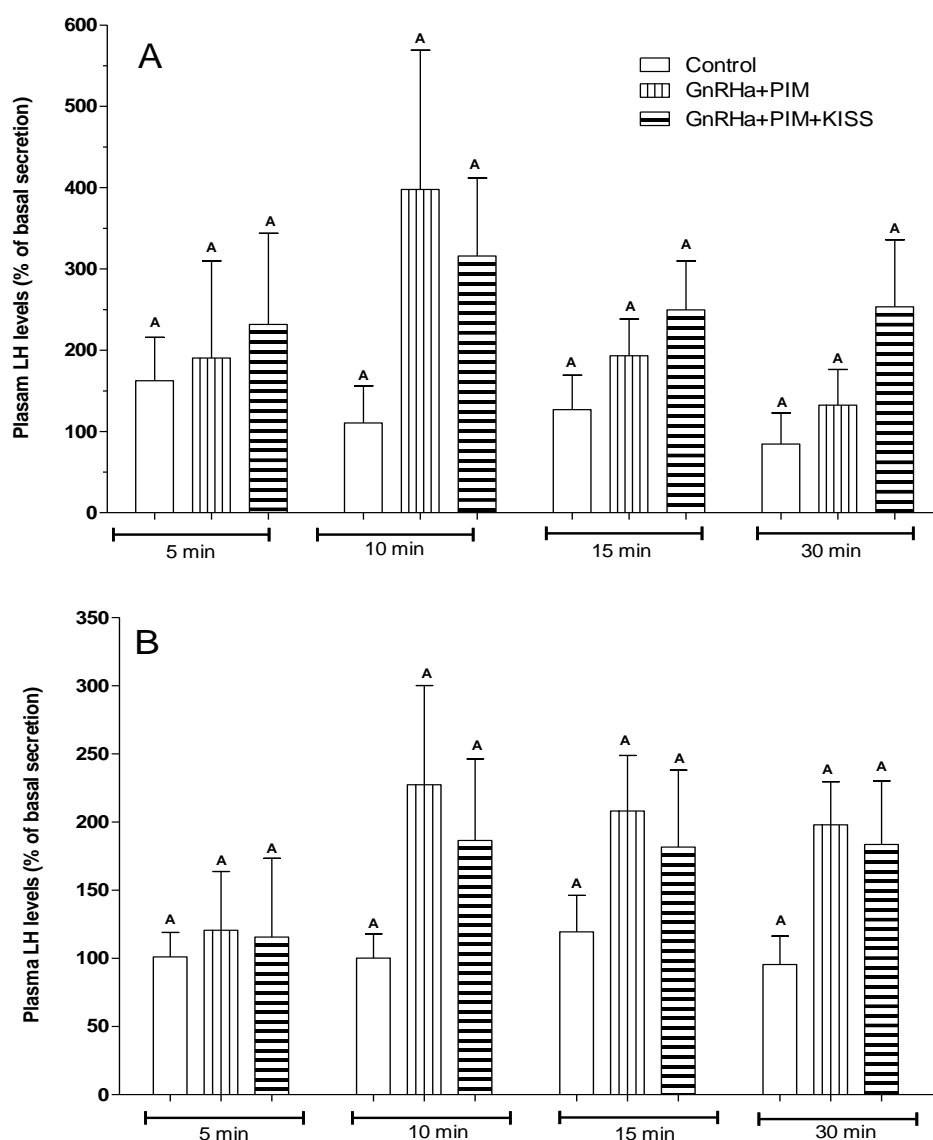 A
Control
GnRHa+PIM
GnRHa+PIM+KISS
Plasam LH levels (% of basal secretion)
600
500
400
300
200
100
0
A
A
A
A
A
A
A
A
A
A
A
A
5 min
10 min
15 min
30 min
B
Plasma LH levels (% of basal secretion)
350
300
250
200
150
100
50
0
A
A
A
A
A
A
A
A
A
A
A
A
5 min
10 min
15 min
30 min